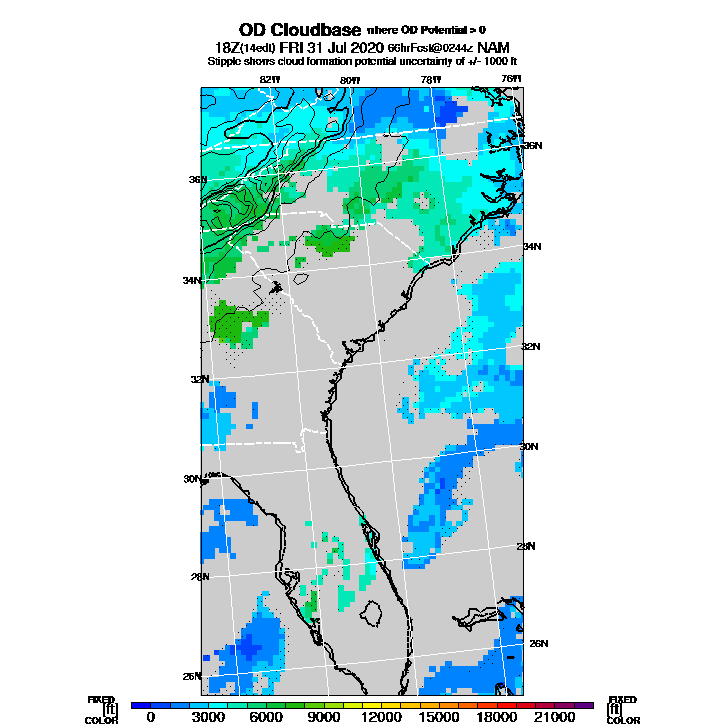 OD Cloudbase where OD Potential > 0
18Z(14edt) FRI 31 Jul 2020 66hrFcst@0244z NAM
Stipple shows cloud formation potential uncertainty of +/- 1000 ft
82W 80W 78W 76W
36N
36N
34N
34N
32N
32N
30N
30N
28N
28N
26N
26N
FIXED FIXED
[ft] 0 3000 6000 9000 12000 15000 18000 21000 [ft]
COLOR COLOR